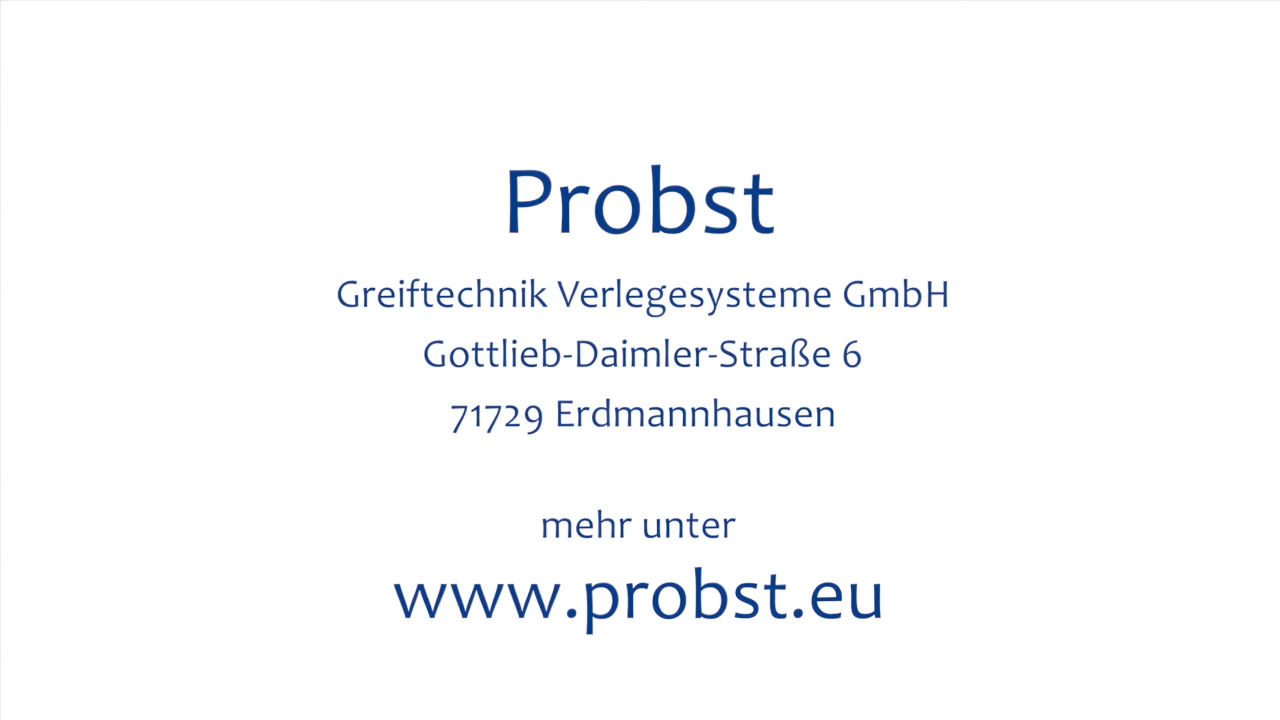 Probst
Greiftechnik Verlegesysteme GmbH
Gottlieb-Daimler-Straße 6
71729 Erdmannhausen
mehr unter
www.probst.eu